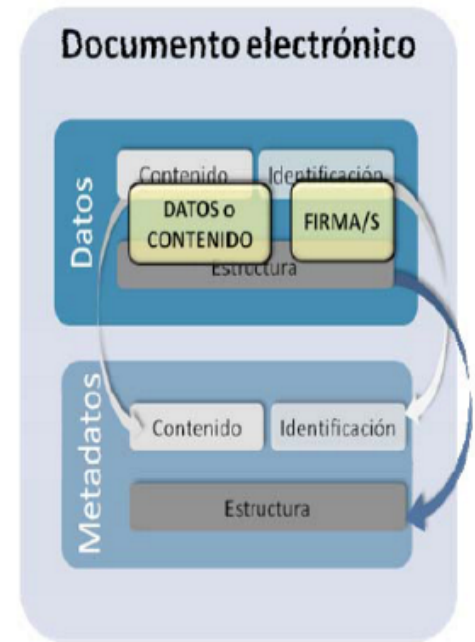 Documento electrónico
Datos
Contenido
Identificación
DATOS o
CONTENIDO
FIRMA/S
Estructura
Metadatos
Contenido
Identificación
Estructura